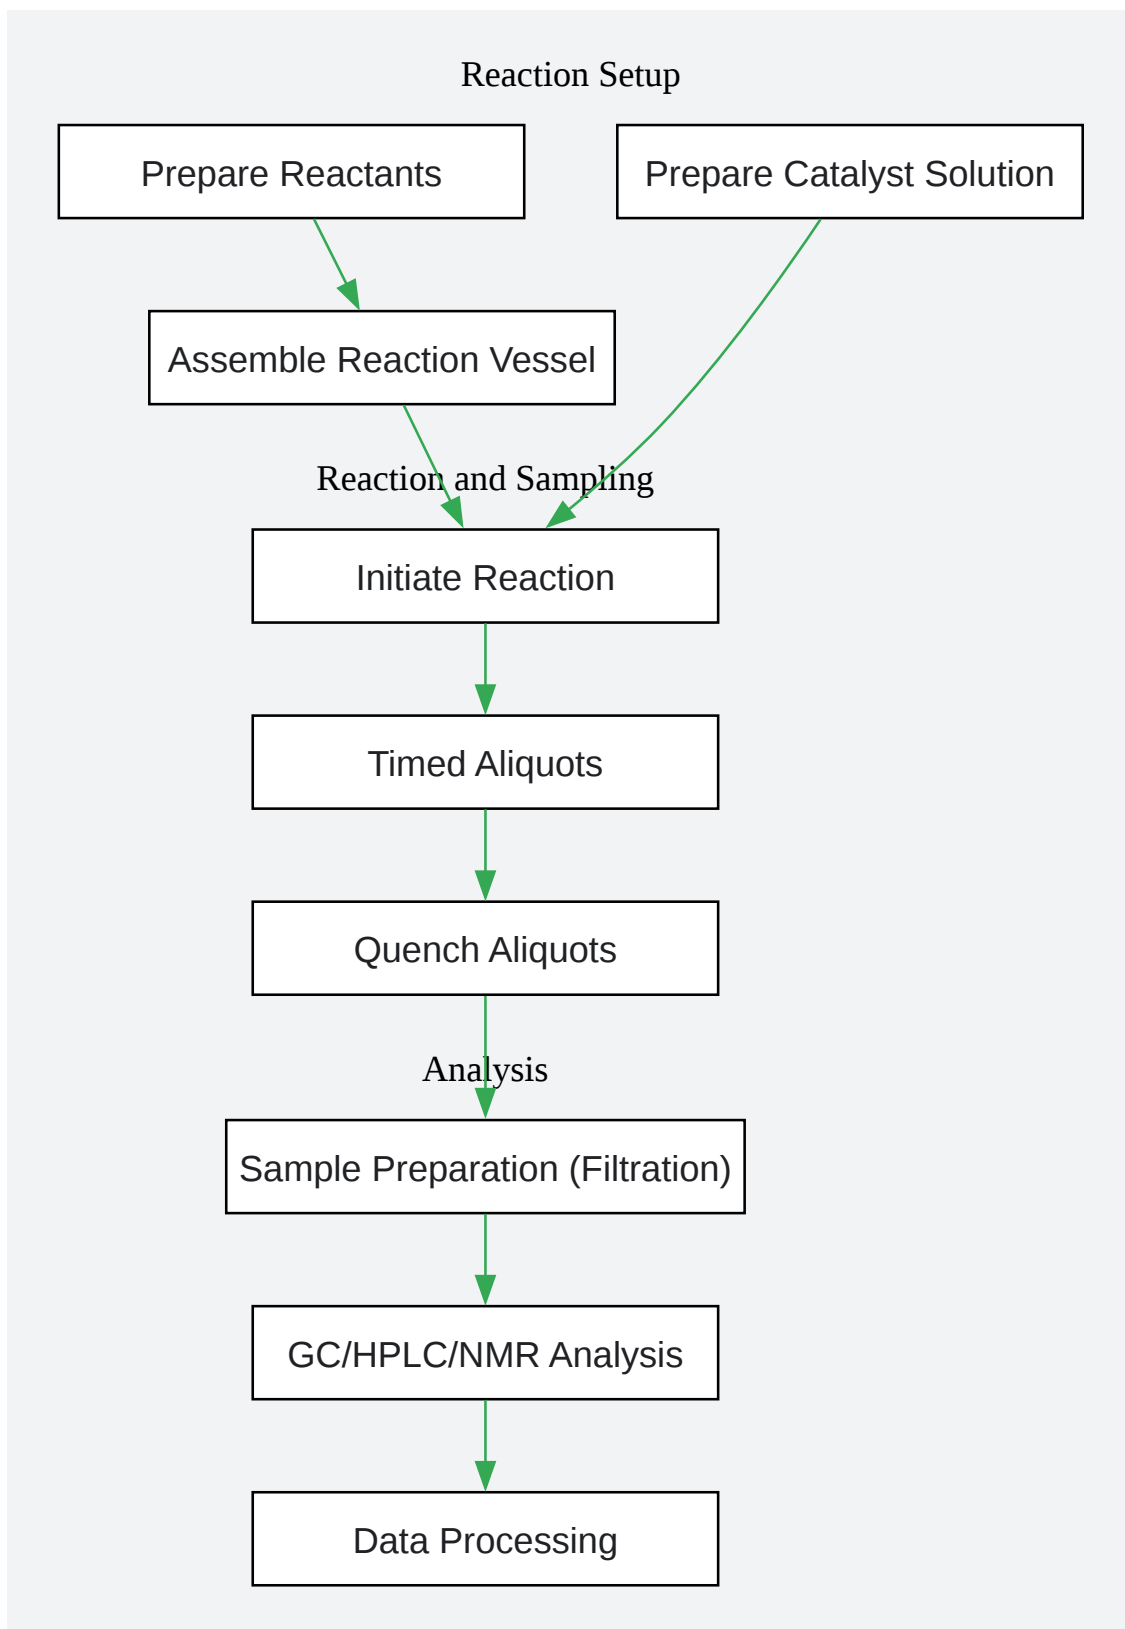 Reaction Setup
Prepare Reactants
Prepare Catalyst Solution
Assemble Reaction Vessel
Reaction and Sampling
Initiate Reaction
Timed Aliquots
Quench Aliquots
Analysis
Sample Preparation (Filtration)
GC/HPLC/NMR Analysis
Data Processing